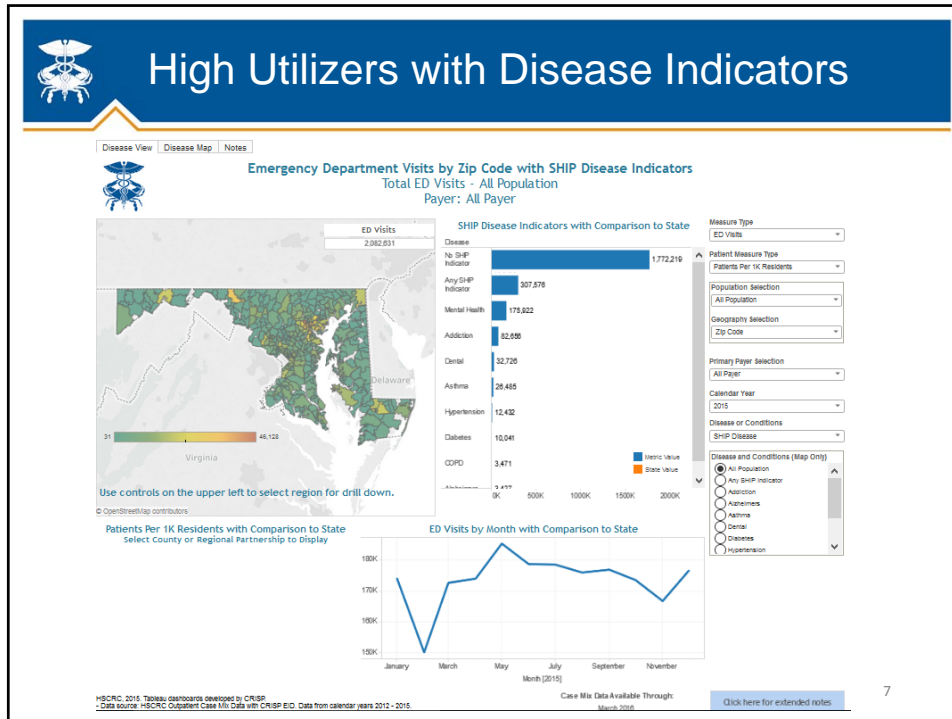 High Utilizers with Disease Indicators
Disease View
Disease Map
Notes
Emergency Department Visits by Zip Code with SHIP Disease Indicators
Total ED Visits - All Population
Payer: All Payer
ED Visits
2,082,631
Delaware
Virginia
31
46,128
Use controls on the upper left to select region for drill down.
© OpenStreetMap contributors
SHIP Disease Indicators with Comparison to State
Disease
No SHIP
Indicator
1,772,219
Any SHIP
Indicator
307,576
Mental Health
175,922
Addiction
82,656
Dental
32,726
Asthma
26,485
Hypertension
12,432
Diabetes
10,041
COPD
3,471
Metric Value
State Value
0K 500K 1000K 1500K 2000K
Measure Type
ED Visits
Patient Measure Type
Patients Per 1K Residents
Population Selection
All Population
Geography Selection
Zip Code
Primary Payer Selection
All Payer
Calendar Year
2015
Disease or Conditions
SHIP Disease
Disease and Conditions (Map Only)
All Population
Any SHIP Indicator
Addiction
Alzheimers
Asthma
Dental
Diabetes
Hypertension
Patients Per 1K Residents with Comparison to State
Select County or Regional Partnership to Display
ED Visits by Month with Comparison to State
180K
170K
160K
150K
January March May July September November
Month [2015]
HSCRC, 2015. Tableau dashboards developed by CRISP.
- Data source: HSCRC Outpatient Case Mix Data with CRISP EID. Data from calendar years 2012 - 2015.
Case Mix Data Available Through:
March 2016
Click here for extended notes
7